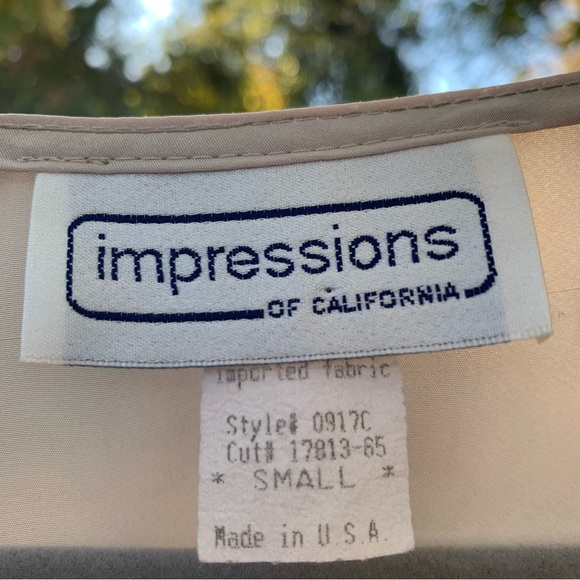 impressions
OF CALIFORNIA
Imported fabric
Style# 0917C
Cut# 17813-65
* SMALL *
Made in U.S.A.